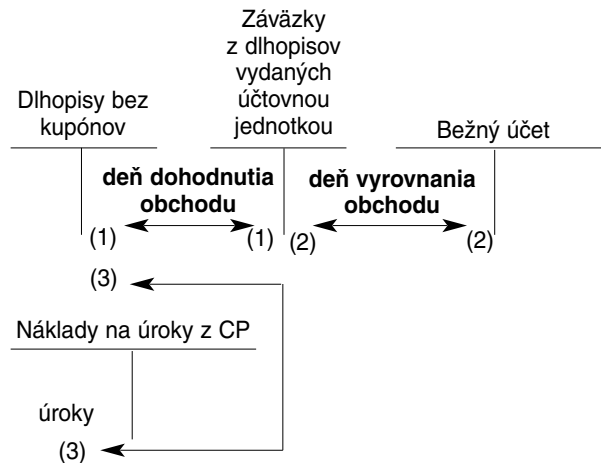 Záväzky
z dlhopisov
vydaných
účtovnou
jednotkou
Dlhopisy bez
kupónov
Bežný účet
deň dohodnutia
obchodu
deň vyrovnania
obchodu
(1)
(1)
(2)
(2)
(3)
Náklady na úroky z CP
úroky
(3)